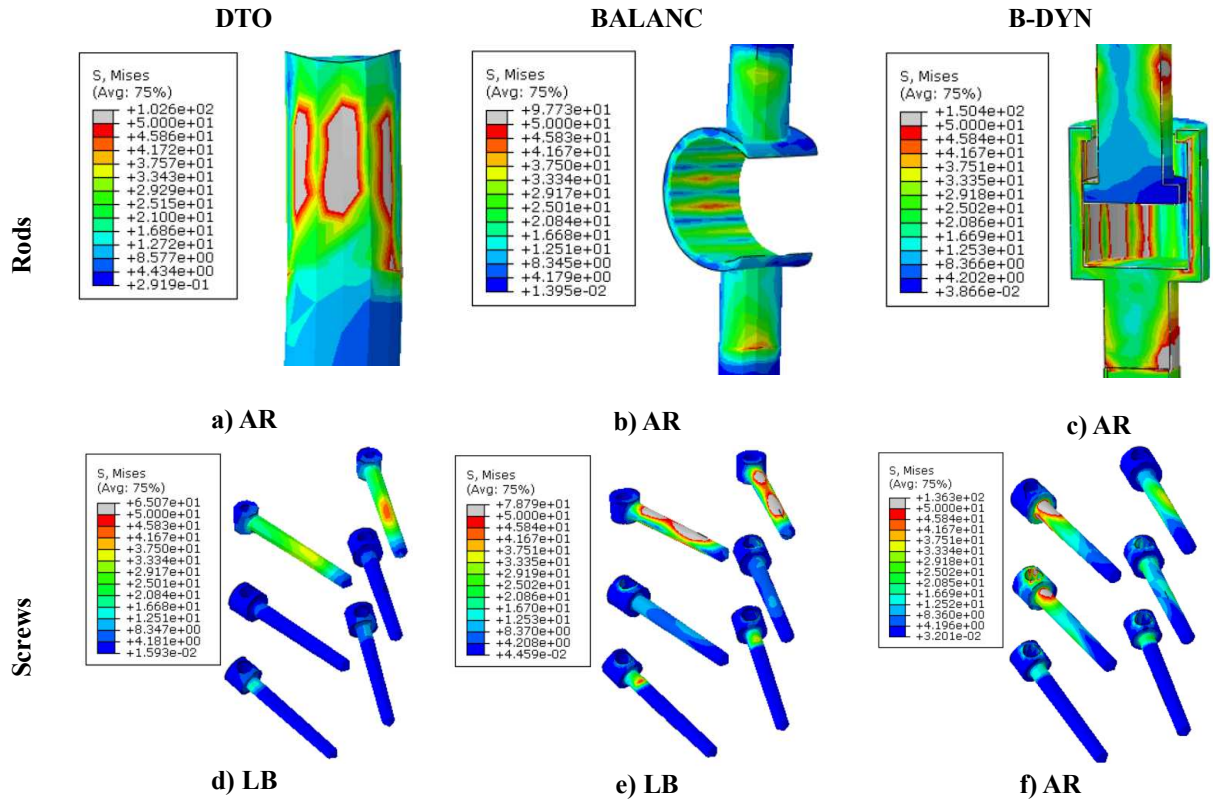 DTO
BALANC
B-DYN
Rods
S, Mises
(Avg: 75%)
+1.026e+02
+5.000e+01
+4.586e+01
+4.172e+01
+3.757e+01
+3.343e+01
+2.929e+01
+2.515e+01
+2.100e+01
+1.686e+01
+1.272e+01
+8.577e+00
+4.434e+00
+2.919e-01
S, Mises
(Avg: 75%)
+9.773e+01
+5.000e+01
+4.583e+01
+4.167e+01
+3.750e+01
+3.334e+01
+2.917e+01
+2.501e+01
+2.084e+01
+1.668e+01
+1.251e+01
+8.345e+00
+4.179e+00
+1.395e-02
S, Mises
(Avg: 75%)
+1.504e+02
+5.000e+01
+4.584e+01
+4.167e+01
+3.751e+01
+3.335e+01
+2.918e+01
+2.502e+01
+2.086e+01
+1.669e+01
+1.253e+01
+8.366e+00
+4.202e+00
+3.866e-02
a) AR
b) AR
c) AR
Screws
S, Mises
(Avg: 75%)
+6.507e+01
+5.000e+01
+4.583e+01
+4.167e+01
+3.750e+01
+3.334e+01
+2.917e+01
+2.501e+01
+2.084e+01
+1.668e+01
+1.251e+01
+8.347e+00
+4.181e+00
+1.593e-02
S, Mises
(Avg: 75%)
+7.879e+01
+5.000e+01
+4.584e+01
+4.167e+01
+3.751e+01
+3.335e+01
+2.919e+01
+2.502e+01
+2.086e+01
+1.670e+01
+1.253e+01
+8.370e+00
+4.208e+00
+4.459e-02
S, Mises
(Avg: 75%)
+1.363e+02
+5.000e+01
+4.584e+01
+4.167e+01
+3.751e+01
+3.334e+01
+2.918e+01
+2.502e+01
+2.085e+01
+1.669e+01
+1.252e+01
+8.360e+00
+4.196e+00
+3.201e-02
d) LB
e) LB
f) AR